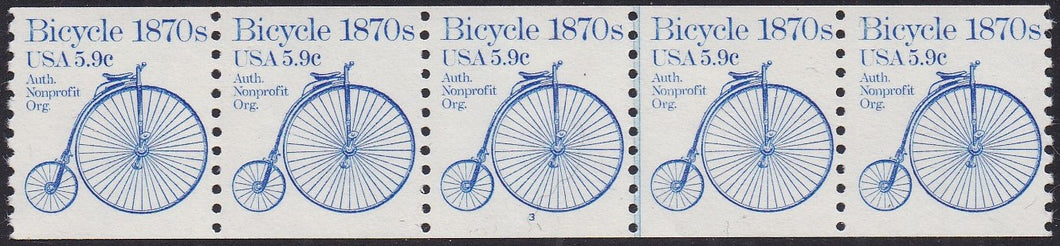 Bicycle 1870s
USA 5.9c
Auth.
Nonprofit
Org.
Bicycle 1870s
USA 5.9c
Auth.
Nonprofit
Org.
Bicycle 1870s
USA 5.9c
Auth.
Nonprofit
Org.
3
Bicycle 1870s
USA 5.9c
Auth.
Nonprofit
Org.
Bicycle 1870s
USA 5.9c
Auth.
Nonprofit
Org.